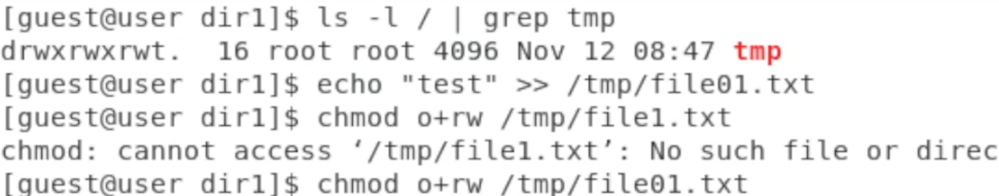 [guest@user dir1]$ ls -l / | grep tmp
drwxrwxrwt.  16 root root 4096 Nov 12 08:47 tmp
[guest@user dir1]$ echo "test" >> /tmp/file01.txt
[guest@user dir1]$ chmod o+rw /tmp/file1.txt
chmod: cannot access ‘/tmp/file1.txt’: No such file or direc
[guest@user dir1]$ chmod o+rw /tmp/file01.txt